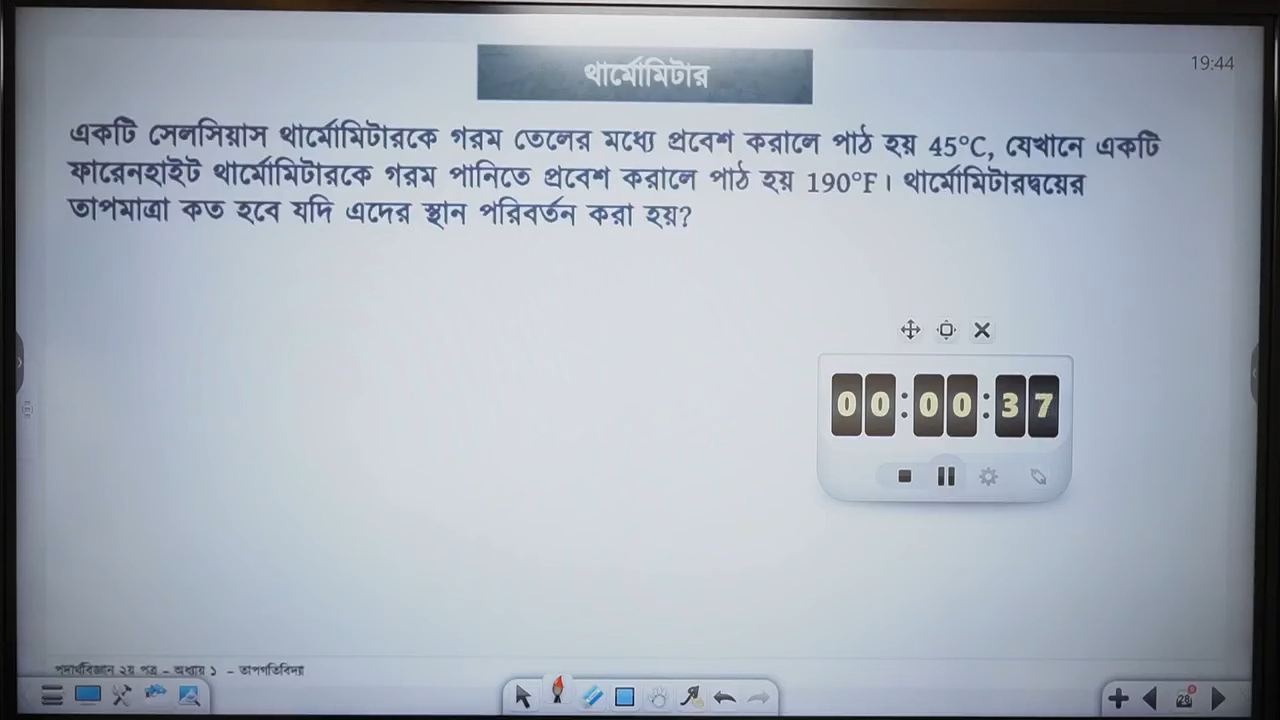 থার্মোমিটার
19:44
একটি সেলসিয়াস থার্মোমিটারকে গরম তেলের মধ্যে প্রবেশ করালে পাঠ হয় 45°C, যেখানে একটি
ফারেনহাইট থার্মোমিটারকে গরম পানিতে প্রবেশ করালে পাঠ হয় 190°F। থার্মোমিটারদ্বয়ের
তাপমাত্রা কত হবে যদি এদের স্থান পরিবর্তন করা হয়?
00:00:37
পদার্থবিজ্ঞান ২য় পত্র – অধ্যায় ১ – তাপগতিবিদ্যা
28